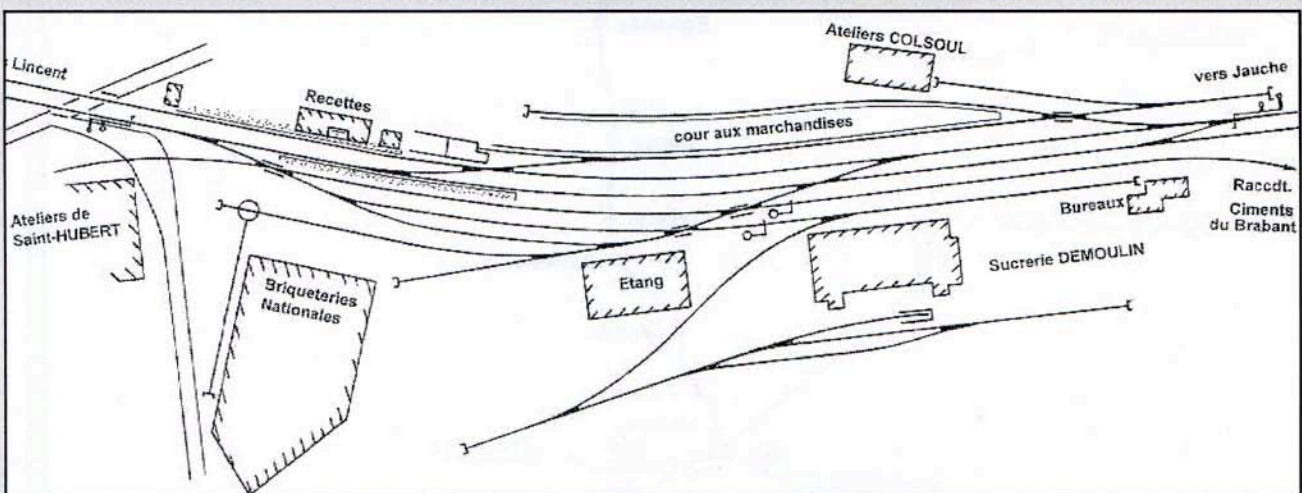 Ateliers COLSOUL
Lincent
vers Jauche
Recettes
cour aux marchandises
Ateliers de
Saint-HUBERT
Raccdt.
Ciments
du Brabant
Bureaux
Sucrerie DEMOULIN
Etang
Briqueteries
Nationales